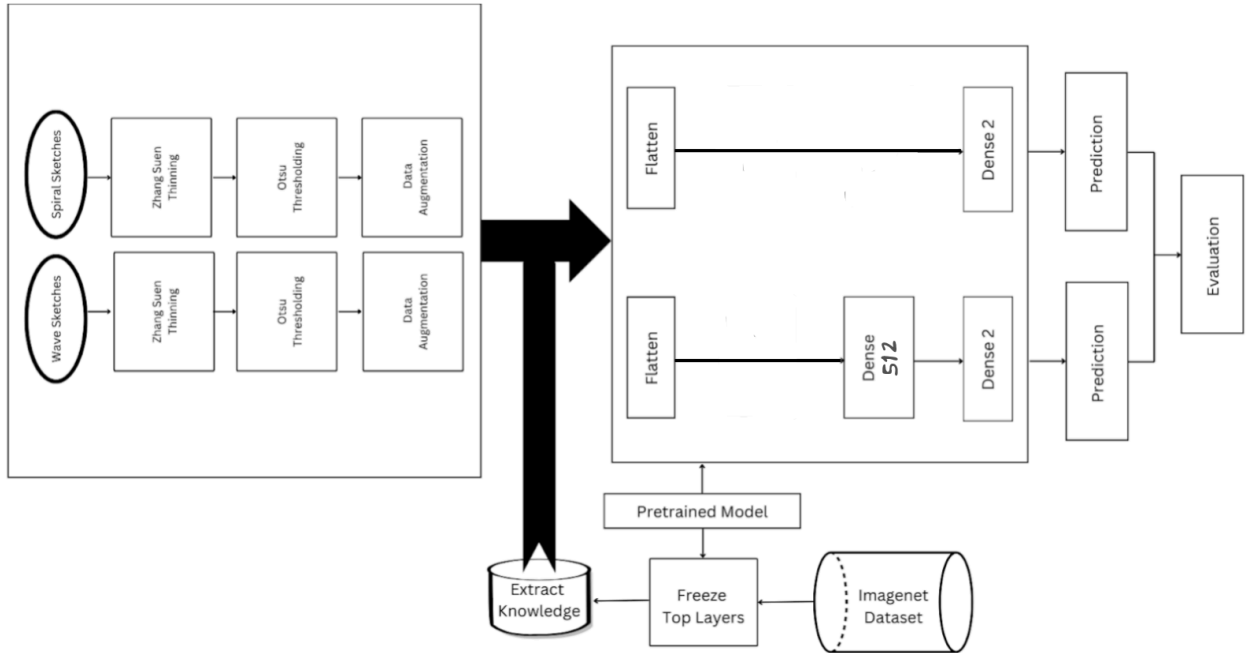 Spiral Sketches
Zhang Suen
Thinning
Otsu
Thresholding
Data
Augmentation
Wave Sketches
Zhang Suen
Thinning
Otsu
Thresholding
Data
Augmentation
Flatten
Dense 2
Prediction
Flatten
Dense
512
Dense 2
Prediction
Evaluation
Pretrained Model
Extract
Knowledge
Freeze
Top Layers
Imagenet
Dataset